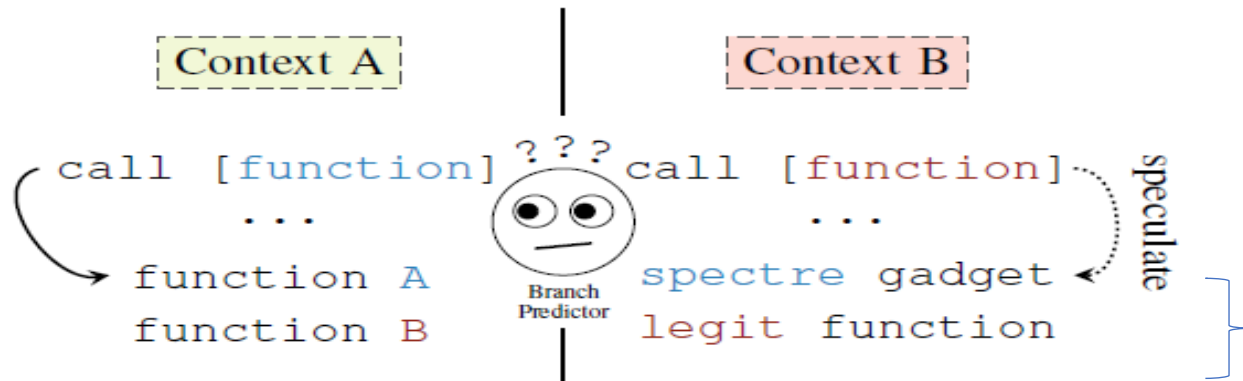 Context A
call [function]
...
function A
function B
? ? ?
Branch
Predictor
Context B
call [function]
...
spectre gadget
legit function
speculate